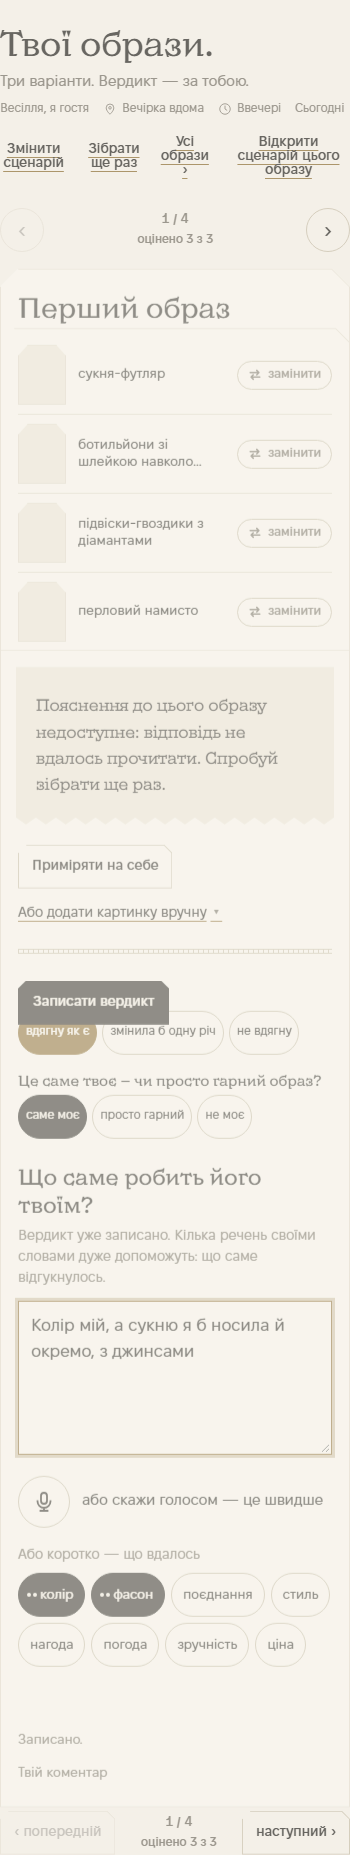 Твої образи.
Три варіанти. Вердикт — за тобою.
Весілля, я гостя Вечірка вдома Ввечері Сьогодні
Змінити сценарій Зібрати ще раз Усі образи › Відкрити сценарій цього образу
‹ 1 / 4 ›
оцінено 3 з 3
Перший образ
сукня-футляр ⇄ замінити
ботильйони зі
шлейкою навколо… ⇄ замінити
підвіски-гвоздики з
діамантами ⇄ замінити
перловий намисто ⇄ замінити
Пояснення до цього образу
недоступне: відповідь не
вдалось прочитати. Спробуй
зібрати ще раз.
Приміряти на себе
Або додати картинку вручну
Записати вердикт
вдягну як є змінила б одну річ не вдягну
Це саме твоє – чи просто гарний образ?
саме моє просто гарний не моє
Що саме робить його
твоїм?
Вердикт уже записано. Кілька речень своїми
словами дуже допоможуть: що саме
відгукнулось.
Колір мій, а сукню я б носила й
окремо, з джинсами
або скажи голосом — це швидше
Або коротко — що вдалось
•• колір •• фасон поєднання стиль
нагода погода зручність ціна
Записано.
Твій коментар
‹ попередній 1 / 4 наступний ›
оцінено 3 з 3